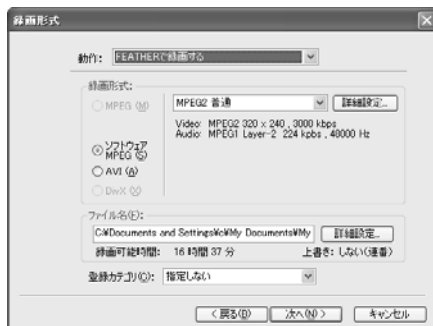 録画形式
動作: FEATHERで録画する
録画形式:
MPEG (M)
MPEG2 普通
詳細設定...
Video: MPEG2 320 x 240 , 3000 kbps
Audio: MPEG1 Layer-2 224 kpbs , 48000 Hz
ソフトウェア
MPEG (S)
AVI (A)
DwX (X)
ファイル名(F):
C:¥Documents and Settings¥c¥My Documents¥My
詳細設定...
録画可能時間: 16 時間 37 分 上書き: しない(連番)
登録カテゴリ(C): 指定しない
< 戻る(B) 次へ(N) > キャンセル